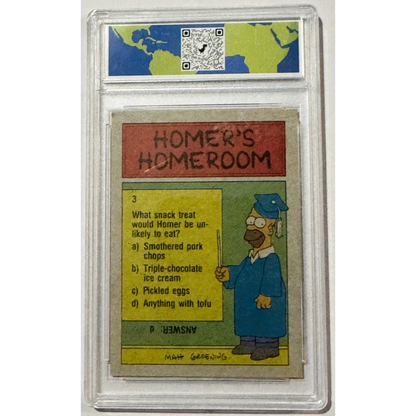 HOMER'S
HOMEROOM
3
What snack treat
would Homer be un-
likely to eat?
a) Smothered pork
chops
b) Triple-chocolate
ice cream
c) Pickled eggs
d) Anything with tofu
ANSWER: d
MATT GROENING